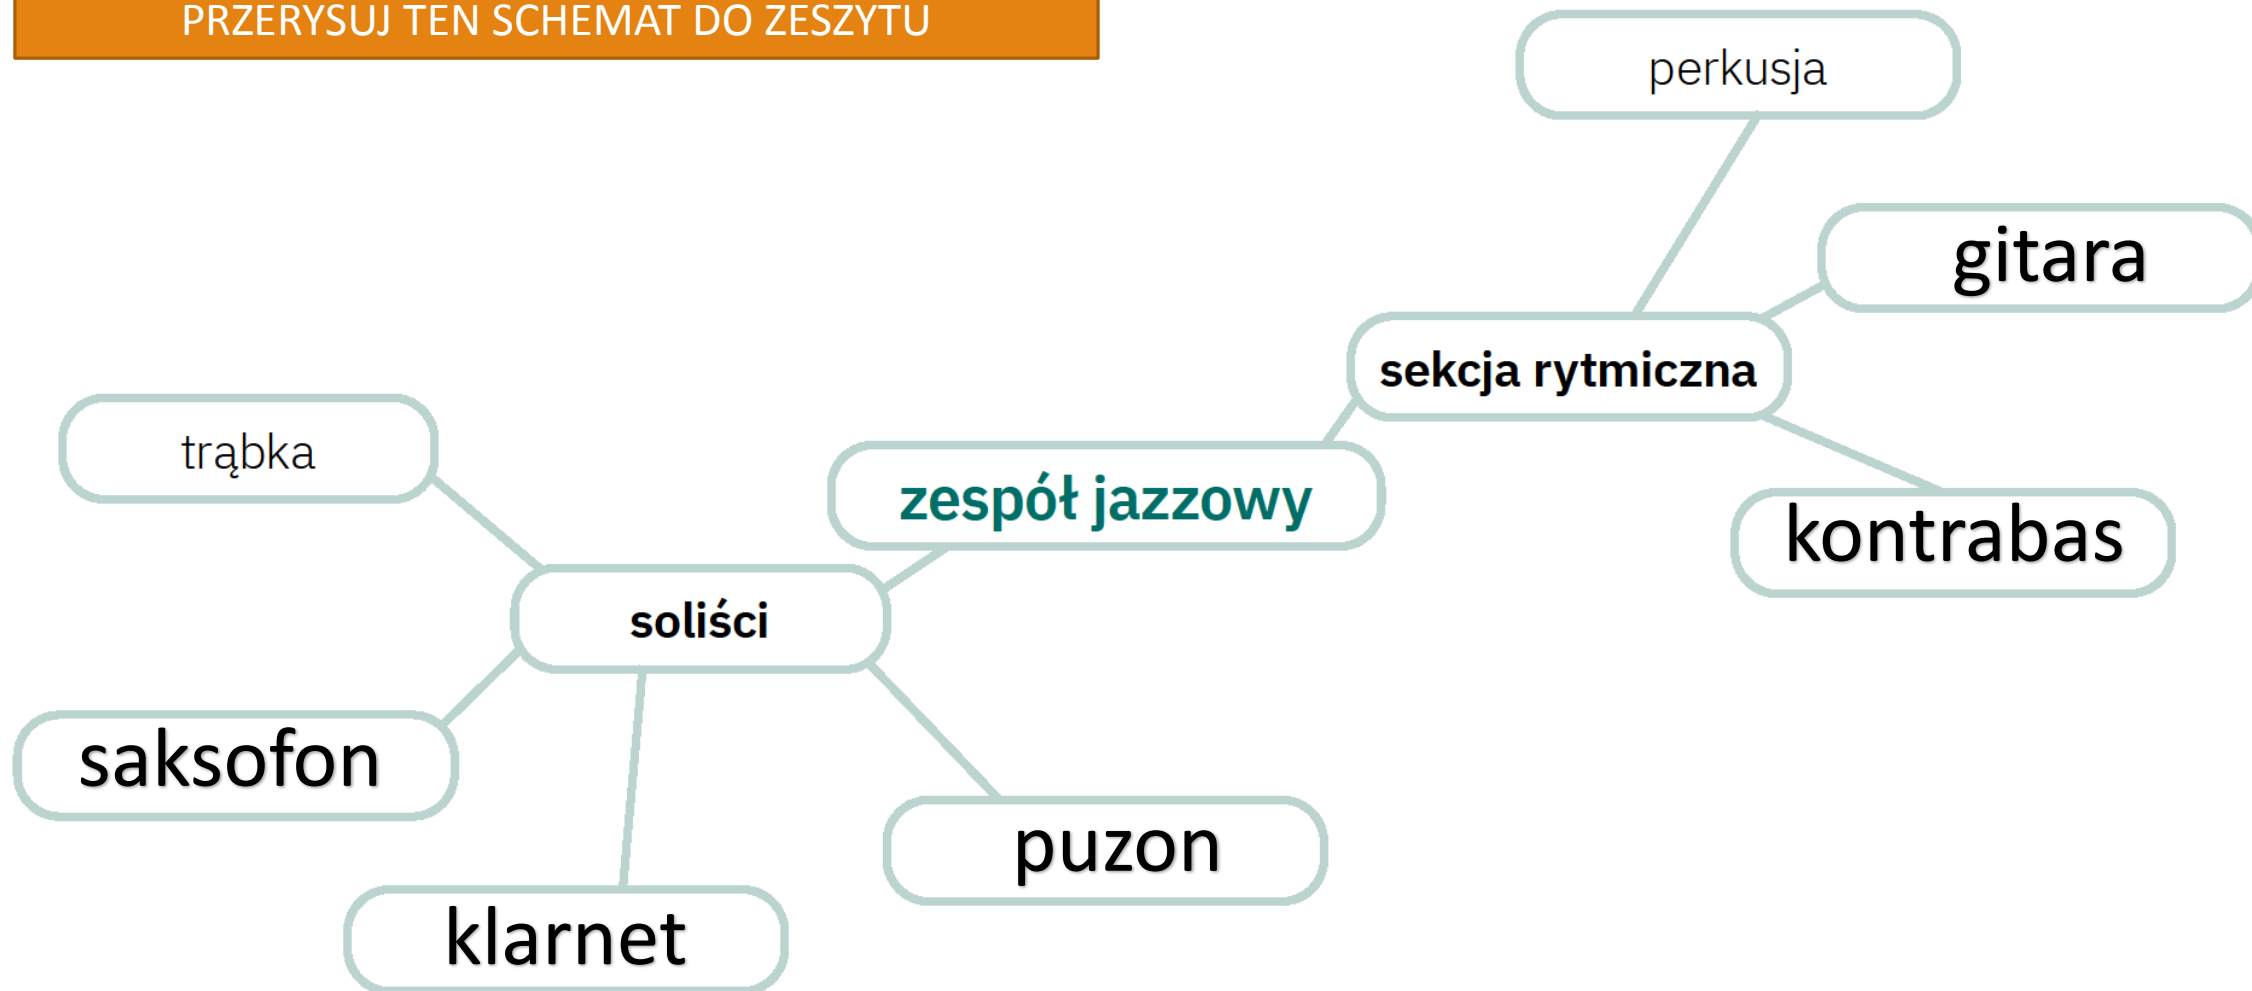 PRZERYSUJ TEN SCHEMAT DO ZESZYTU
perkusja
gitara
sekcja rytmiczna
trąbka
zespół jazzowy
kontrabas
soliści
saksofon
puzon
klarnet